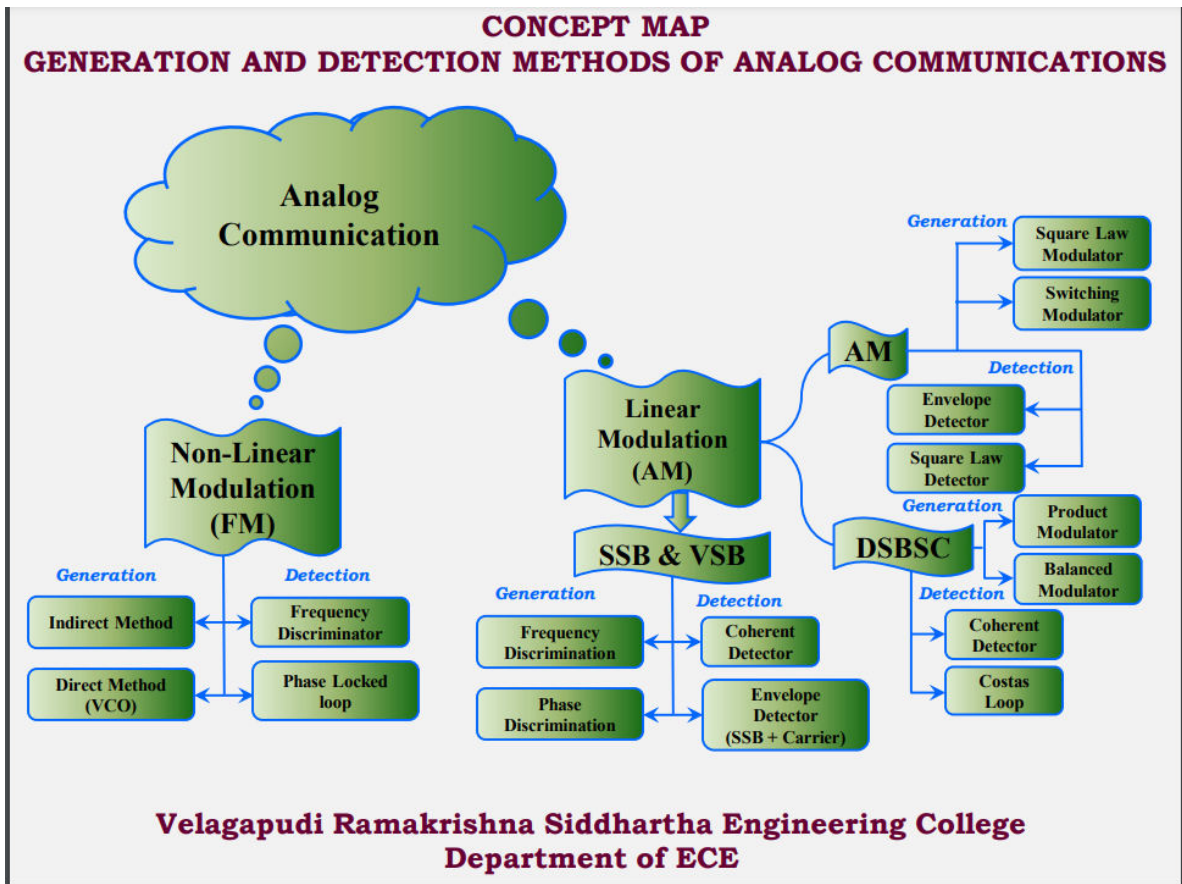 CONCEPT MAP
GENERATION AND DETECTION METHODS OF ANALOG COMMUNICATIONS
Analog
Communication
Non-Linear
Modulation
(FM)
Generation
Detection
Indirect Method
Frequency
Discriminator
Direct Method
(VCO)
Phase Locked
loop
Linear
Modulation
(AM)
SSB & VSB
Generation
Detection
Frequency
Discrimination
Coherent
Detector
Phase
Discrimination
Envelope
Detector
(SSB + Carrier)
AM
Generation
Square Law
Modulator
Switching
Modulator
Detection
Envelope
Detector
Square Law
Detector
DSBSC
Generation
Product
Modulator
Balanced
Modulator
Detection
Coherent
Detector
Costas
Loop
Velagapudi Ramakrishna Siddhartha Engineering College
Department of ECE